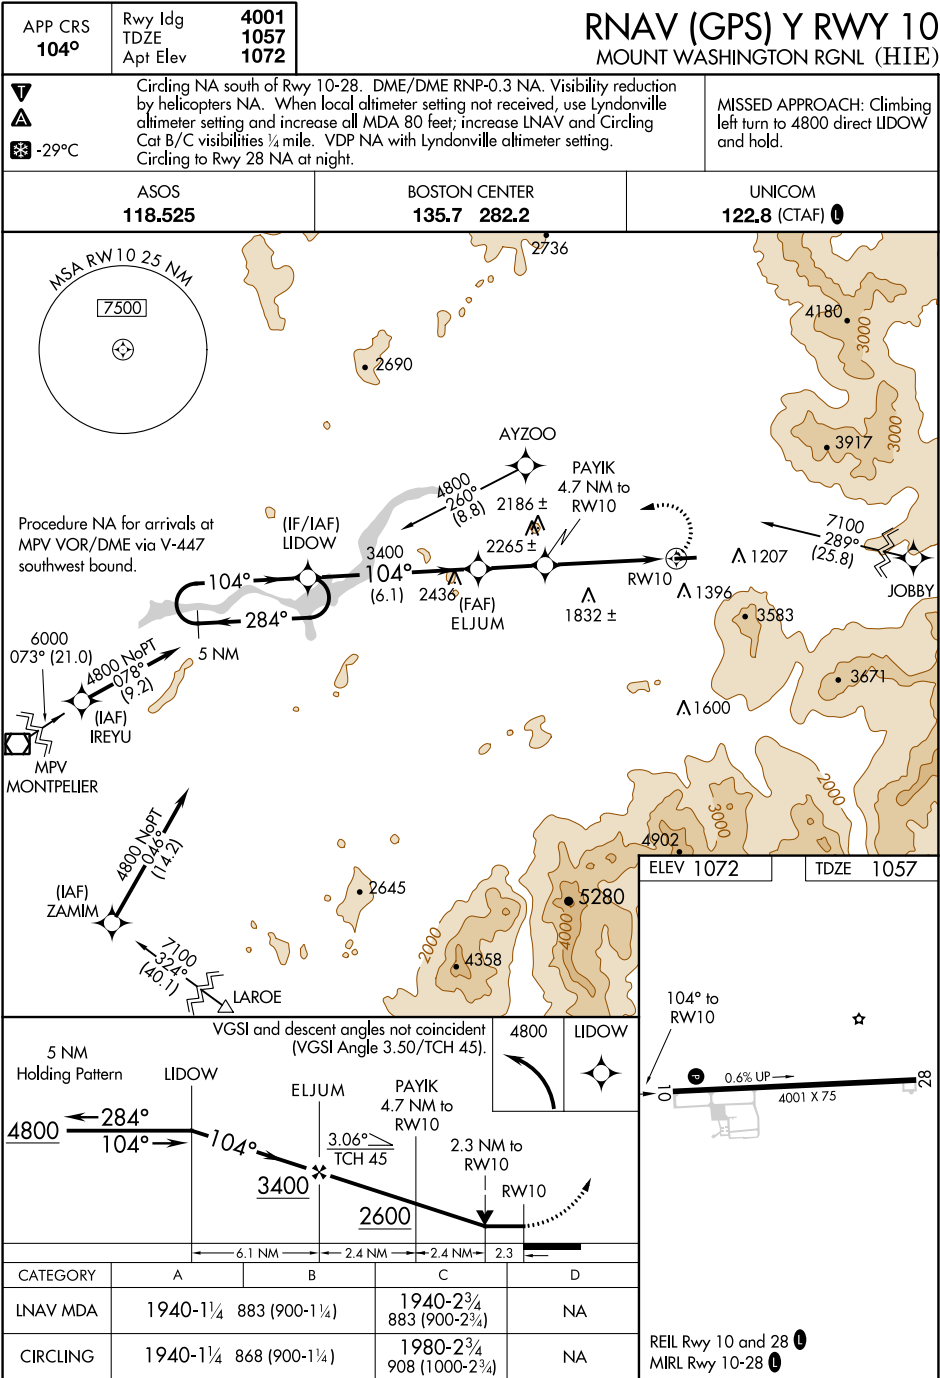 APP CRS
104°
Rwy Idg 4001
TDZE 1057
Apt Elev 1072
RNAV (GPS) Y RWY 10
MOUNT WASHINGTON RGNL (HIE)
T
A
-29°C
Circling NA south of Rwy 10-28. DME/DME RNP-0.3 NA. Visibility reduction
by helicopters NA. When local altimeter setting not received, use Lyndonville
altimeter setting and increase all MDA 80 feet; increase LNAV and Circling
Cat B/C visibilities ¼ mile. VDP NA with Lyndonville altimeter setting.
Circling to Rwy 28 NA at night.
MISSED APPROACH: Climbing
left turn to 4800 direct LIDOW
and hold.
ASOS
118.525
BOSTON CENTER
135.7 282.2
UNICOM
122.8 (CTAF) L
MSA RW10 25 NM
7500
2736
2690
4180
3000
3917
3000
AYZOO
4800
260°
(8.8)
PAYIK
4.7 NM to
RW10
2186 ±
2265 ±
Procedure NA for arrivals at
MPV VOR/DME via V-447
southwest bound.
(IF/IAF)
LIDOW
3400
104°
(6.1)
104°
284°
5 NM
2436
(FAF)
ELJUM
1832 ±
RW10
1207
1396
7100
289°
(25.8)
JOBBY
3583
3671
1600
6000
073° (21.0)
4800 NoPT
078°
(9.2)
(IAF)
IREYU
MPV
MONTPELIER
4800 NoPT
046°
(14.2)
(IAF)
ZAMIM
7100
324°
(40.1)
LAROE
2645
2000
4358
4000
5280
4902
3000
2000
ELEV 1072
TDZE 1057
104° to
RW10
P
0.6% UP
4001 X 75
10
28
REIL Rwy 10 and 28 L
MIRL Rwy 10-28 L
VGSI and descent angles not coincident
(VGSI Angle 3.50/TCH 45).
4800
LIDOW
5 NM
Holding Pattern
LIDOW
ELJUM
PAYIK
4.7 NM to
RW10
2.3 NM to
RW10
RW10
4800
284°
104°
104°
3.06°
TCH 45
3400
2600
6.1 NM
2.4 NM
2.4 NM
2.3
CATEGORY A B C D
LNAV MDA 1940-1¼ 883 (900-1¼) 1940-2¾ 883 (900-2¾) NA
CIRCLING 1940-1¼ 868 (900-1¼) 1980-2¾ 908 (1000-2¾) NA